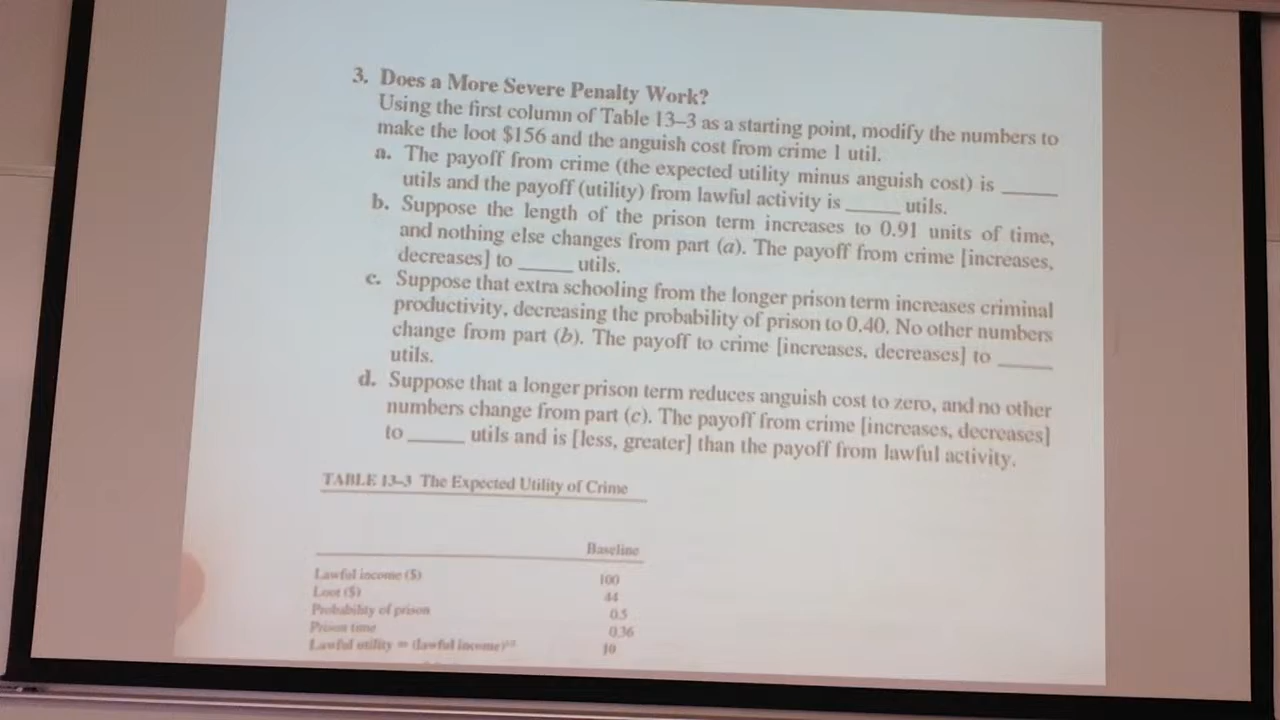 3. Does a More Severe Penalty Work?
Using the first column of Table 13–3 as a starting point, modify the numbers to
make the loot $156 and the anguish cost from crime 1 util.
a. The payoff from crime (the expected utility minus anguish cost) is ____
utils and the payoff (utility) from lawful activity is ____ utils.
b. Suppose the length of the prison term increases to 0.91 units of time,
and nothing else changes from part (a). The payoff from crime [increases,
decreases] to ____ utils.
c. Suppose that extra schooling from the longer prison term increases criminal
productivity, decreasing the probability of prison to 0.40. No other numbers
change from part (b). The payoff to crime [increases, decreases] to ____
utils.
d. Suppose that a longer prison term reduces anguish cost to zero, and no other
numbers change from part (c). The payoff from crime [increases, decreases]
to ____ utils and is [less, greater] than the payoff from lawful activity.
TABLE 13–3 The Expected Utility of Crime
Baseline
Lawful income ($) 100
Loot ($) 44
Probability of prison 0.5
Prison time 0.36
Lawful utility = (lawful income)^1/2 10